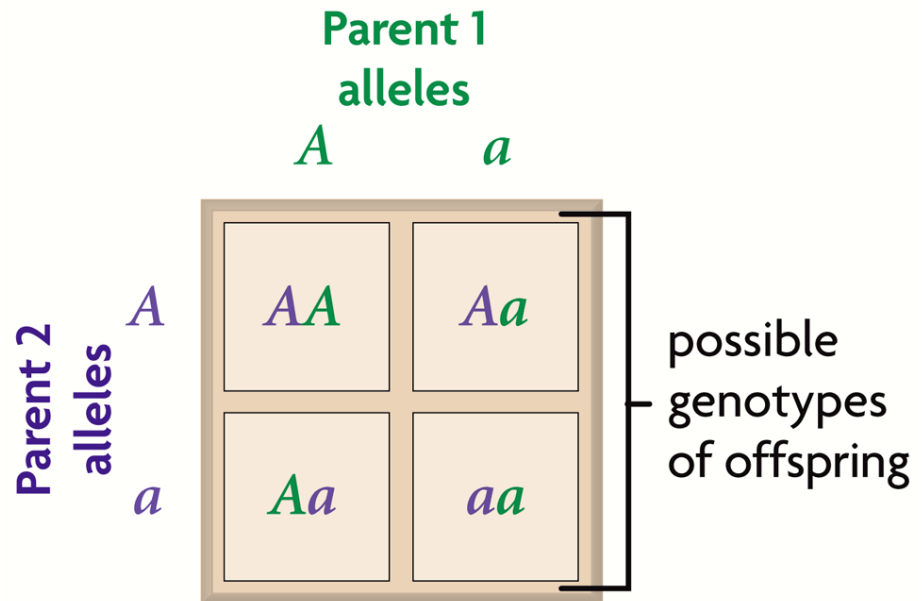 Parent 1
alleles
A a
Parent 2
alleles
A
AA Aa
a
Aa aa
possible
genotypes
of offspring